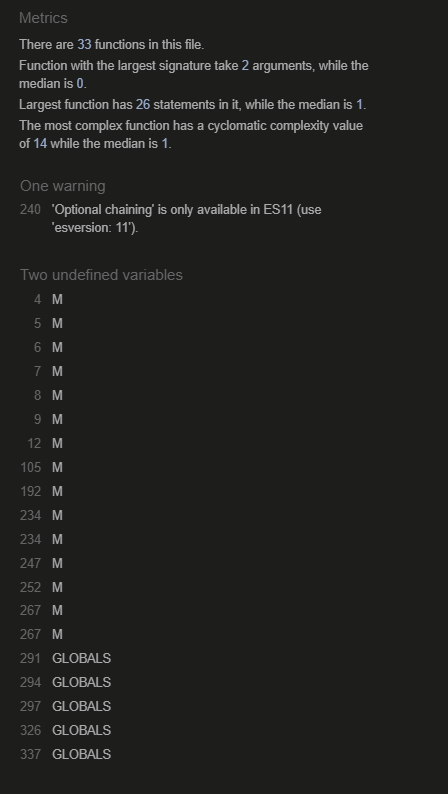 Metrics
There are 33 functions in this file.
Function with the largest signature take 2 arguments, while the
median is 0.
Largest function has 26 statements in it, while the median is 1.
The most complex function has a cyclomatic complexity value
of 14 while the median is 1.
One warning
240 'Optional chaining' is only available in ES11 (use
'esversion: 11').
Two undefined variables
4 M
5 M
6 M
7 M
8 M
9 M
12 M
105 M
192 M
234 M
234 M
247 M
252 M
267 M
267 M
291 GLOBALS
294 GLOBALS
297 GLOBALS
326 GLOBALS
337 GLOBALS